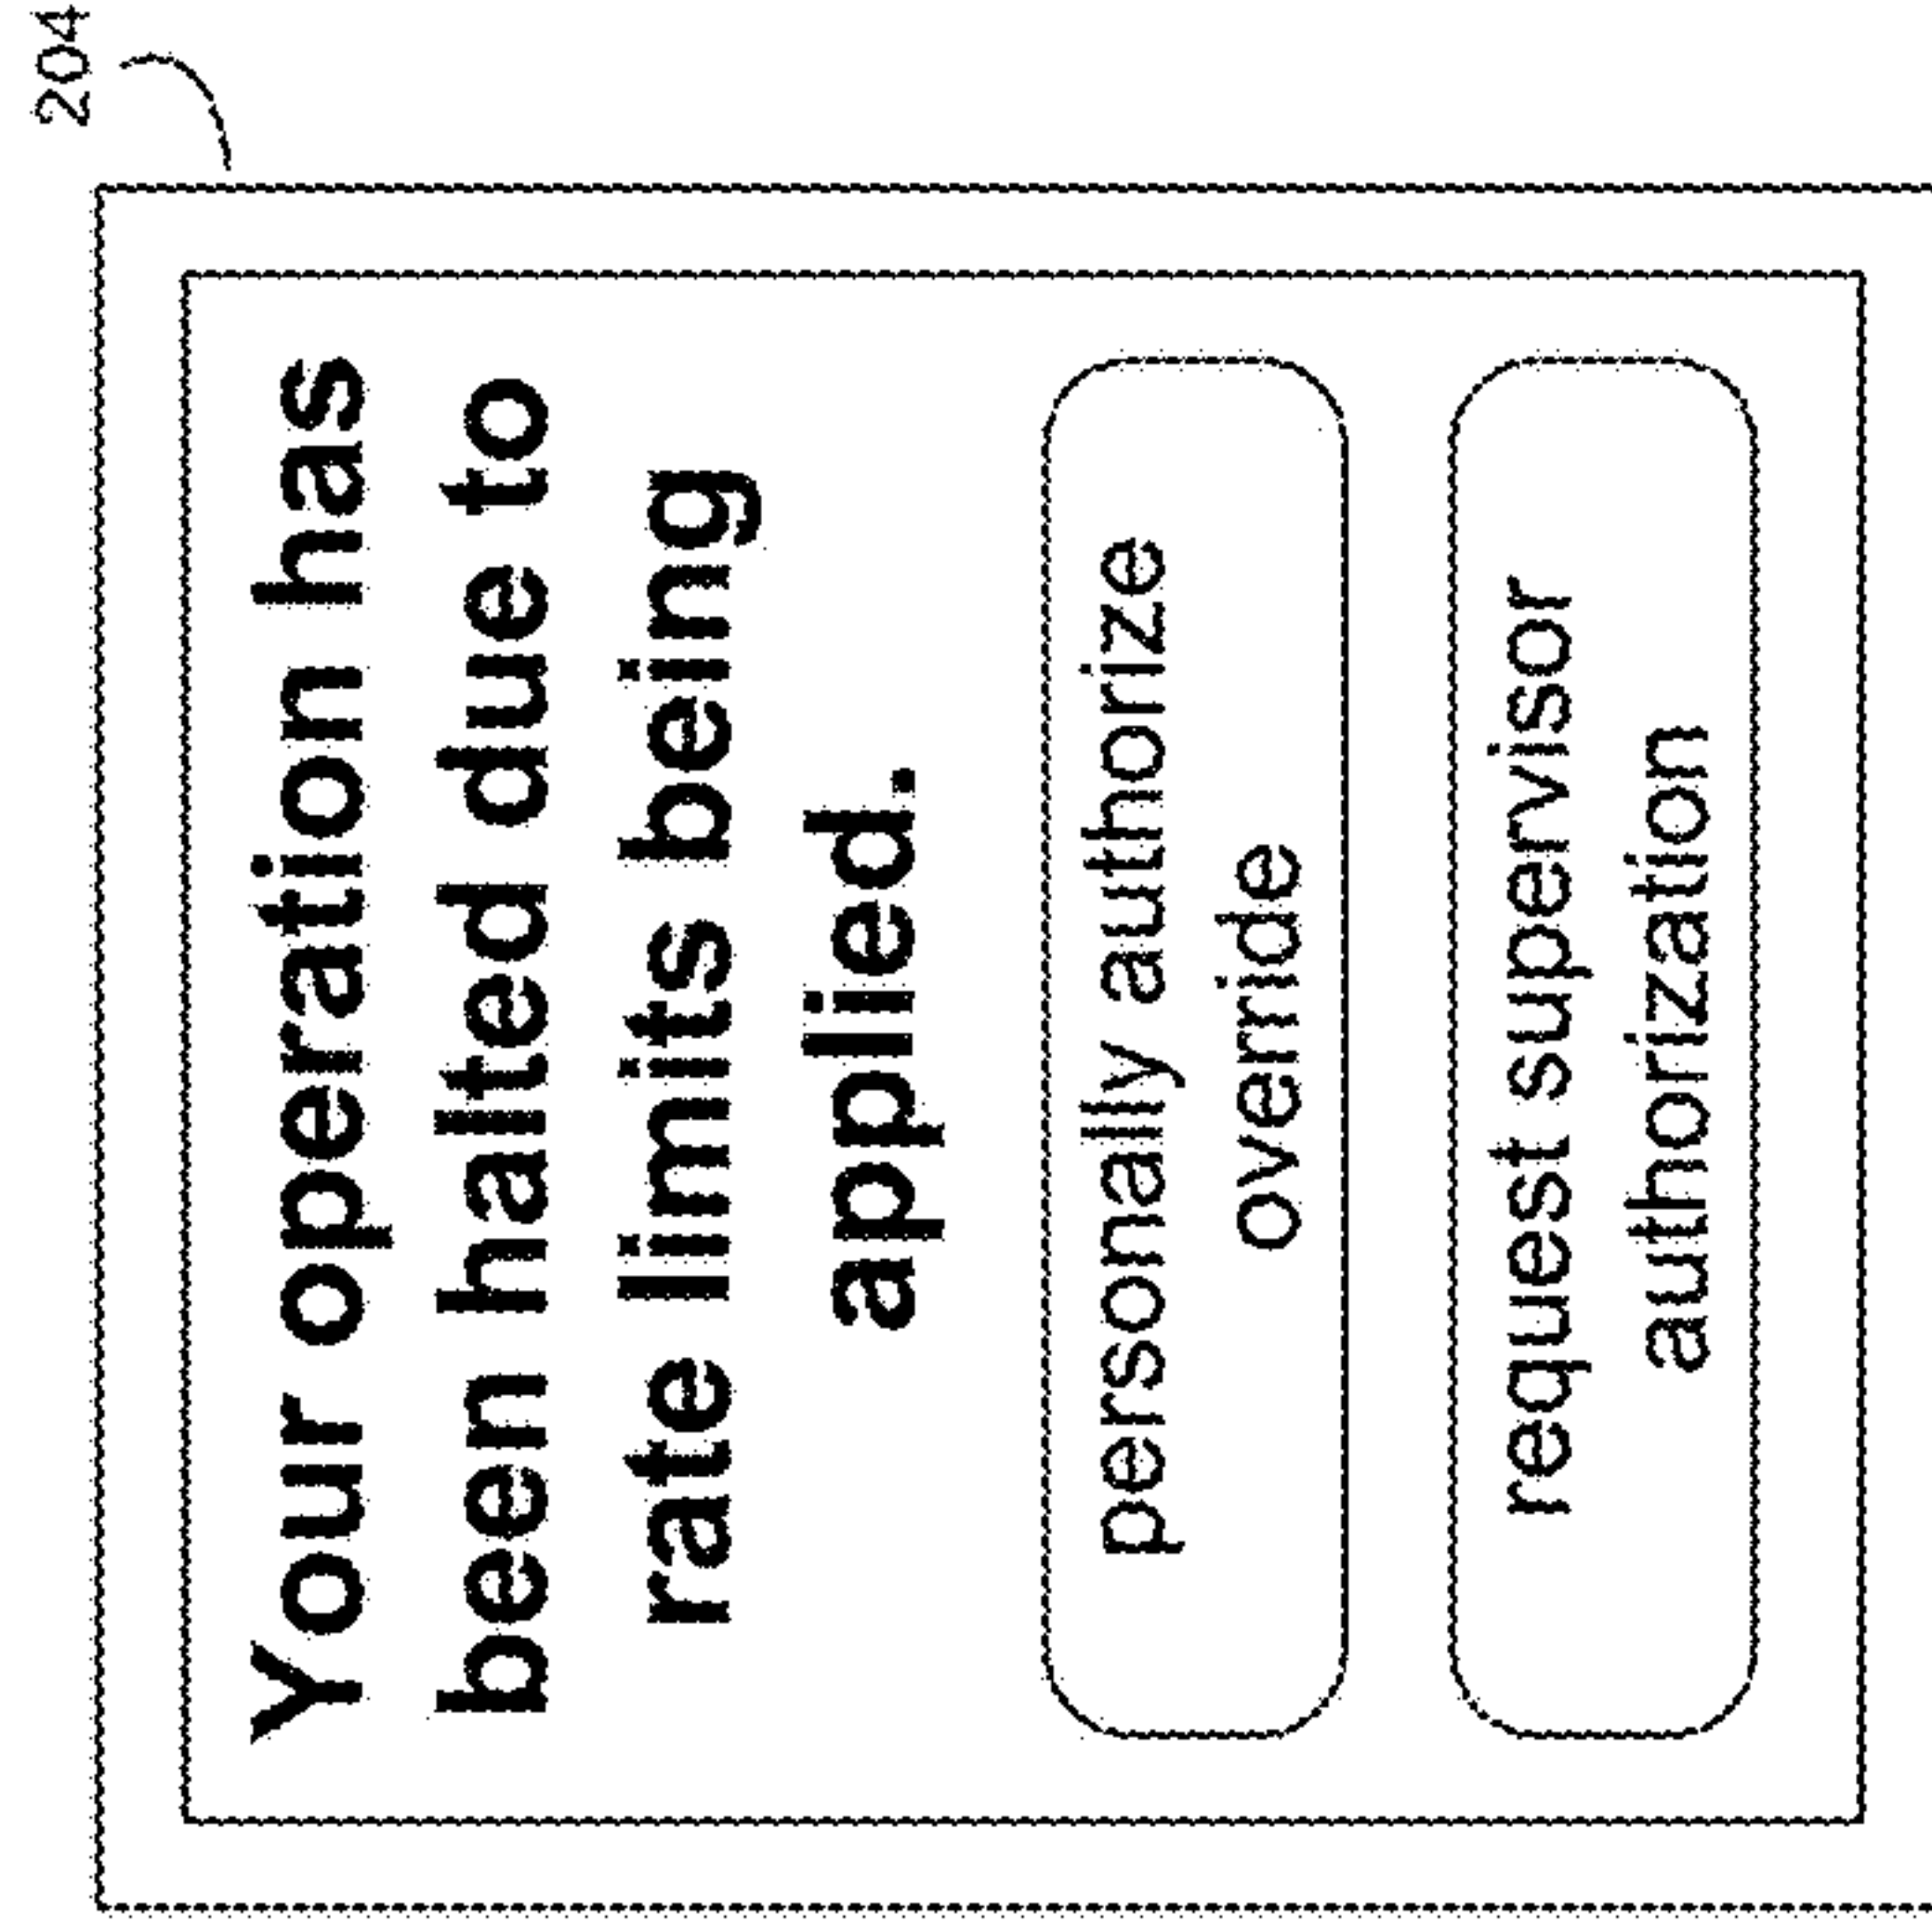 204
Your operation has
been halted due to
rate limits being
applied.
personally authorize
override
request supervisor
authorization